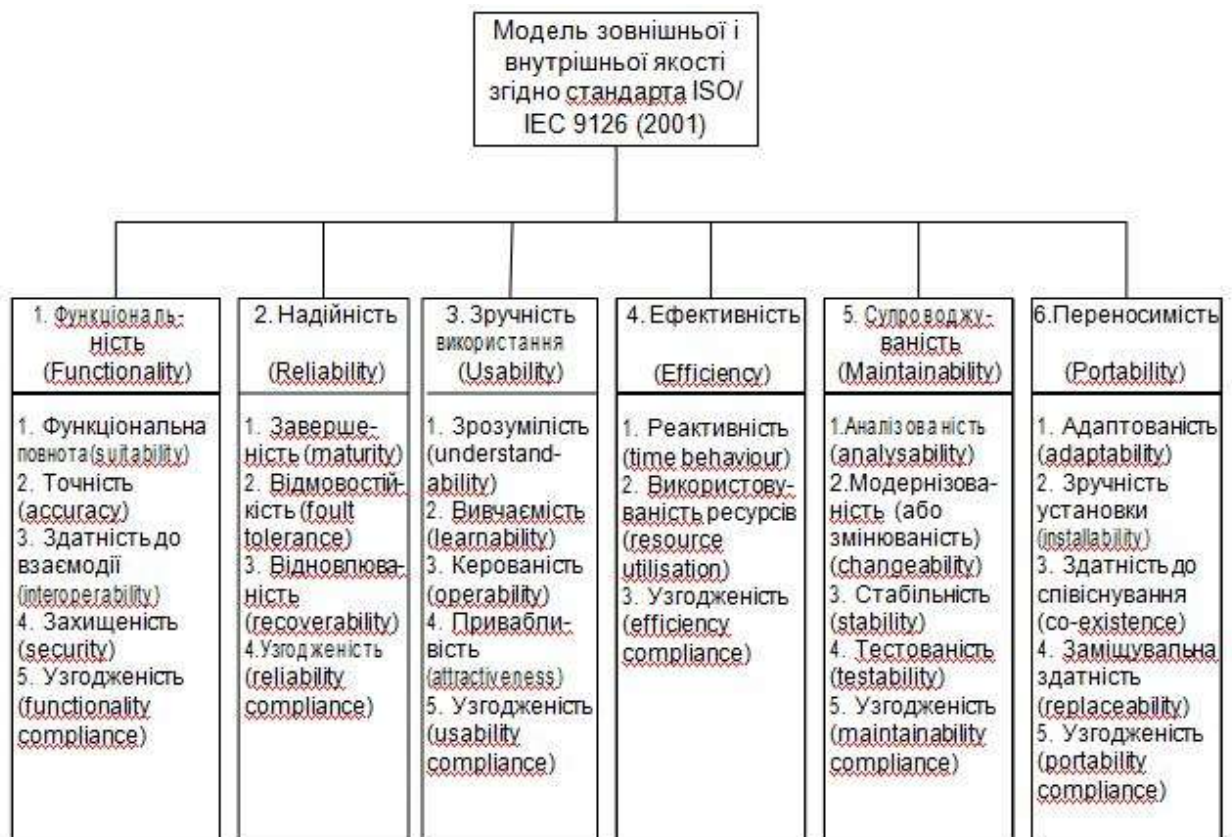 Модель зовнішньої і
внутрішньої якості
згідно стандарта ISO/
IEC 9126 (2001)
1. Функціональ-
ність
(Functionality)
1. Функціональна
повнота(suitability)
2. Точність
(accuracy)
3. Здатність до
взаємодії
(interoperability)
4. Захищеність
(security)
5. Узгодженість
(functionality
compliance)
2. Надійність
(Reliability)
1. Заверше-
ність (maturity)
2. Відмовостій-
кість (foult
tolerance)
3. Відновлюва-
ність
(recoverability)
4.Узгодженість
(reliability
compliance)
3. Зручність
використання
(Usability)
1. Зрозумілість
(understand-
ability)
2. Вивчаємість
(learnability)
3. Керованість
(operability)
4. Привабли-
вість
(attractiveness)
5. Узгодженість
(usability
compliance)
4. Ефективність
(Efficiency)
1. Реактивність
(time behaviour)
2. Використову-
ваність ресурсів
(resource
utilisation)
3. Узгодженість
(efficiency
compliance)
5. Супроводжу-
ваність
(Maintainability)
1.Аналізованість
(analysability)
2.Модернізова-
ність (або
змінюваність)
(changeability)
3. Стабільність
(stability)
4. Тестованість
(testability)
5. Узгодженість
(maintainability
compliance)
6.Переносимість
(Portability)
1. Адаптованість
(adaptability)
2. Зручність
установки
(installability)
3. Здатність до
співіснування
(co-existence)
4. Заміщувальна
здатність
(replaceability)
5. Узгодженість
(portability
compliance)